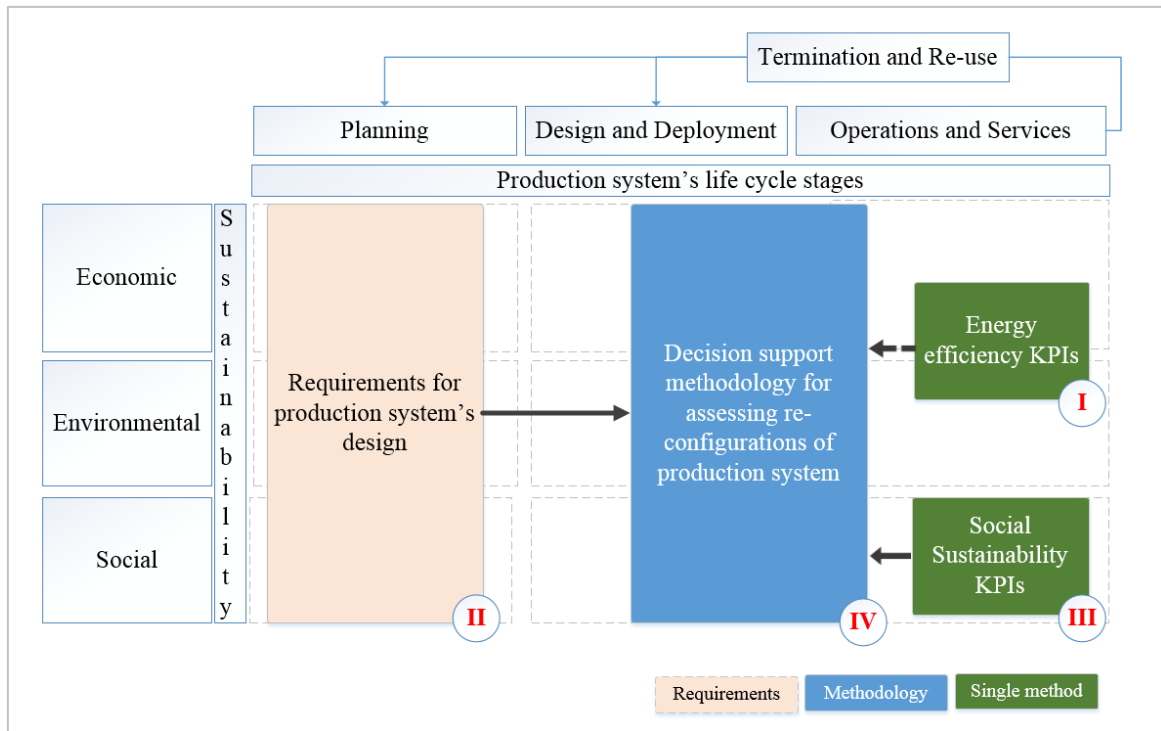 Termination and Re-use
Planning
Design and Deployment
Operations and Services
Production system's life cycle stages
Sustainability
Economic
Environmental
Social
Requirements for
production system's
design
II
Decision support
methodology for
assessing re-
configurations of
production system
IV
Energy
efficiency KPIs
I
Social
Sustainability
KPIs
III
Requirements
Methodology
Single method